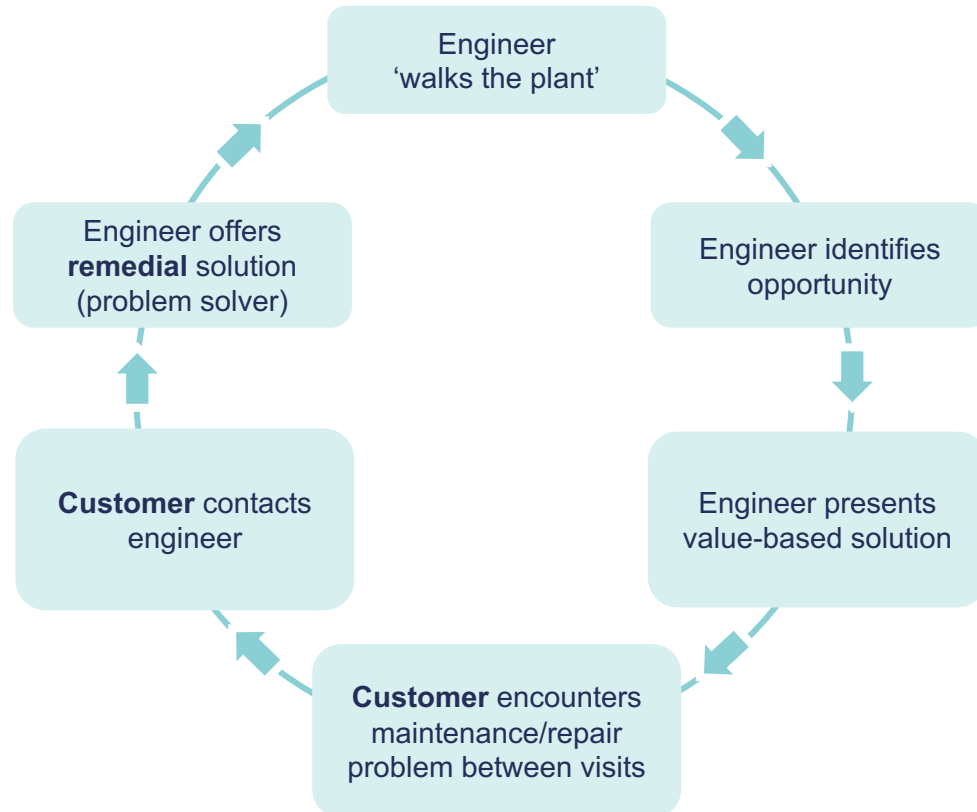 Engineer
‘walks the plant’
Engineer identifies
opportunity
Engineer presents
value-based solution
Customer encounters
maintenance/repair
problem between visits
Customer contacts
engineer
Engineer offers
remedial solution
(problem solver)